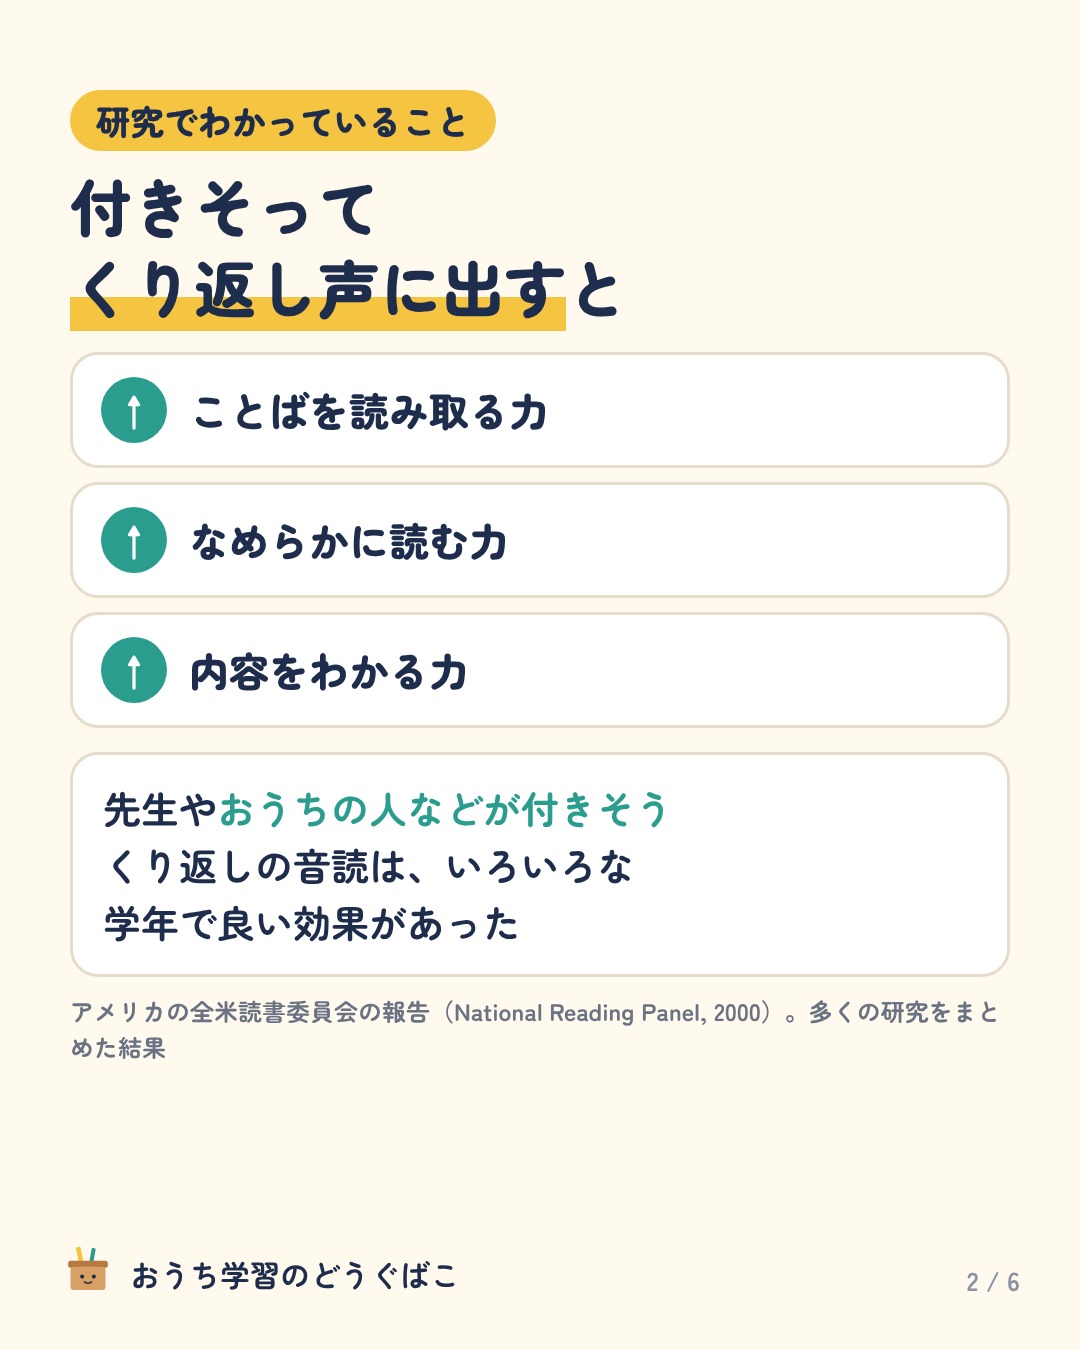 研究でわかっていること
付きそって
くり返し声に出すと
↑ ことばを読み取る力
↑ なめらかに読む力
↑ 内容をわかる力
先生やおうちの人などが付きそう
くり返しの音読は、いろいろな
学年で良い効果があった
アメリカの全米読書委員会の報告（National Reading Panel, 2000）。多くの研究をまと
めた結果
おうち学習のどうぐばこ
2 / 6